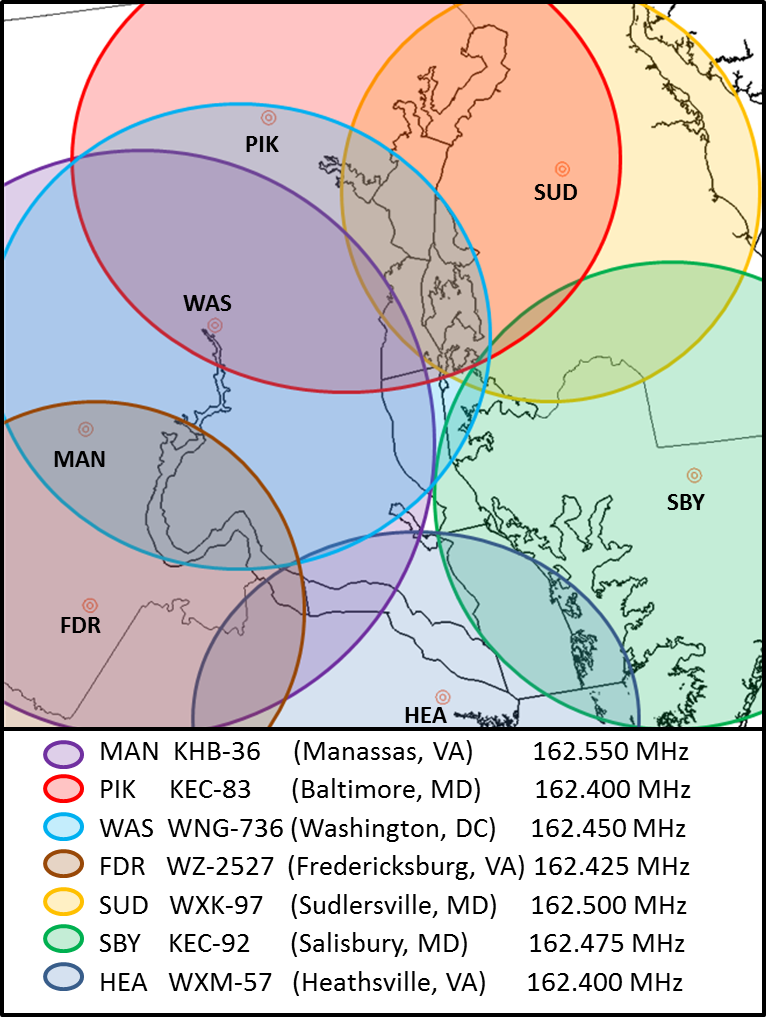 PIK
SUD
WAS
MAN
SBY
FDR
HEA
MAN KHB-36 (Manassas, VA) 162.550 MHz
PIK KEC-83 (Baltimore, MD) 162.400 MHz
WAS WNG-736 (Washington, DC) 162.450 MHz
FDR WZ-2527 (Fredericksburg, VA) 162.425 MHz
SUD WXK-97 (Sudlersville, MD) 162.500 MHz
SBY KEC-92 (Salisbury, MD) 162.475 MHz
HEA WXM-57 (Heathsville, VA) 162.400 MHz